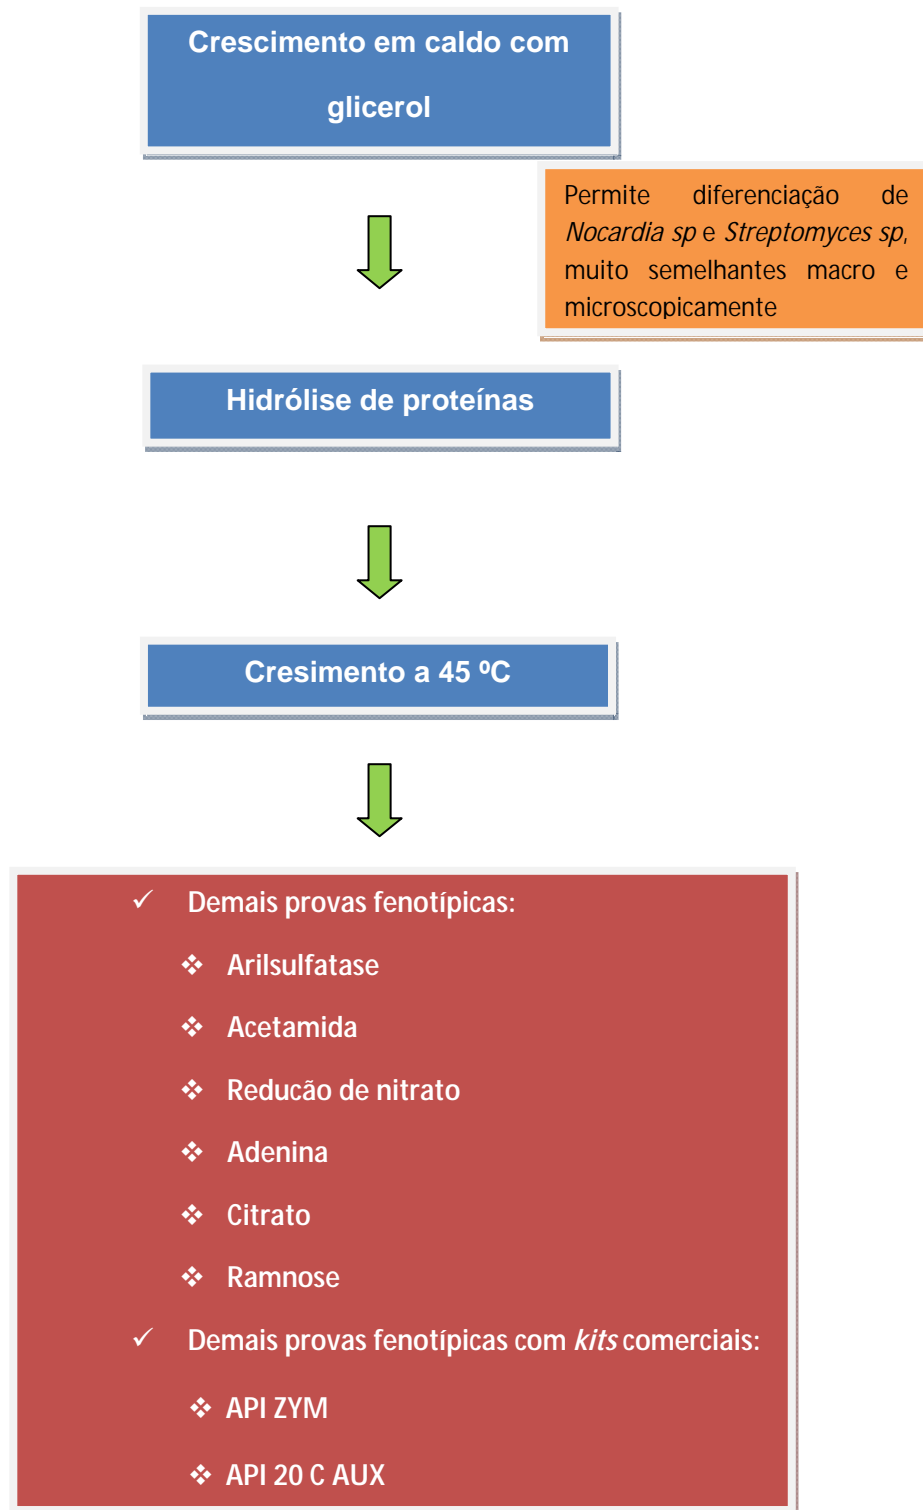 Crescimento em caldo com
glicerol
Permite diferenciação de
Nocardia sp e Streptomyces sp,
muito semelhantes macro e
microscopicamente
Hidrólise de proteínas
Cresimento a 45 ºC
✓ Demais provas fenotípicas:
❖ Arilsulfatase
❖ Acetamida
❖ Reducão de nitrato
❖ Adenina
❖ Citrato
❖ Ramnose
✓ Demais provas fenotípicas com kits comerciais:
❖ API ZYM
❖ API 20 C AUX